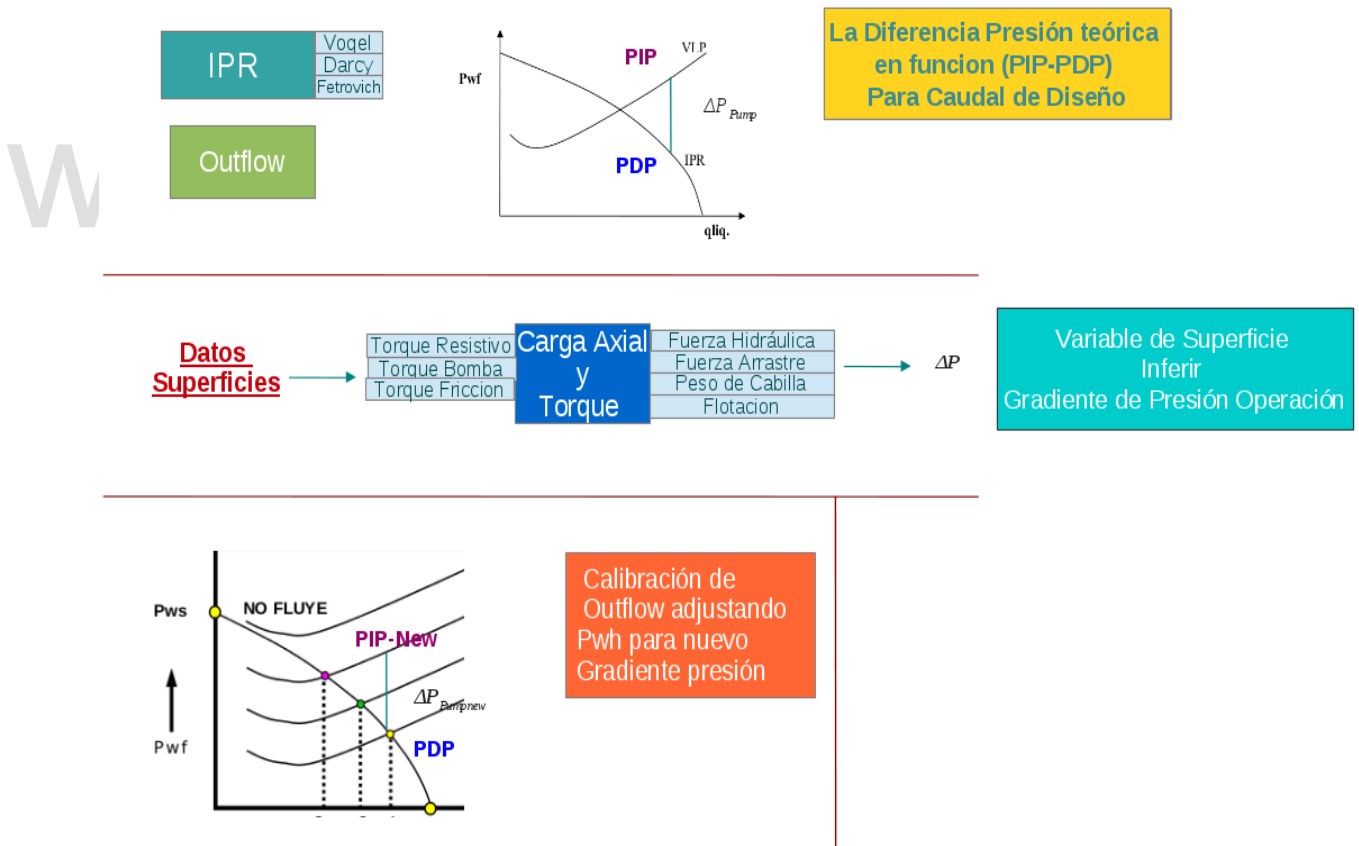 IPR
Vogel
Darcy
Fetrovich
Outflow
W
Pwf
PIP
VLP
ΔP Pump
PDP
IPR
qliq.
La Diferencia Presión teórica
en funcion (PIP-PDP)
Para Caudal de Diseño
Datos
Superficies
Torque Resistivo
Torque Bomba
Torque Friccion
Carga Axial
y
Torque
Fuerza Hidráulica
Fuerza Arrastre
Peso de Cabilla
Flotacion
ΔP
Variable de Superficie
Inferir
Gradiente de Presión Operación
Pws
NO FLUYE
PIP-New
ΔP Pumpnew
Pwf
PDP
Calibración de
Outflow adjustando
Pwh para nuevo
Gradiente presión